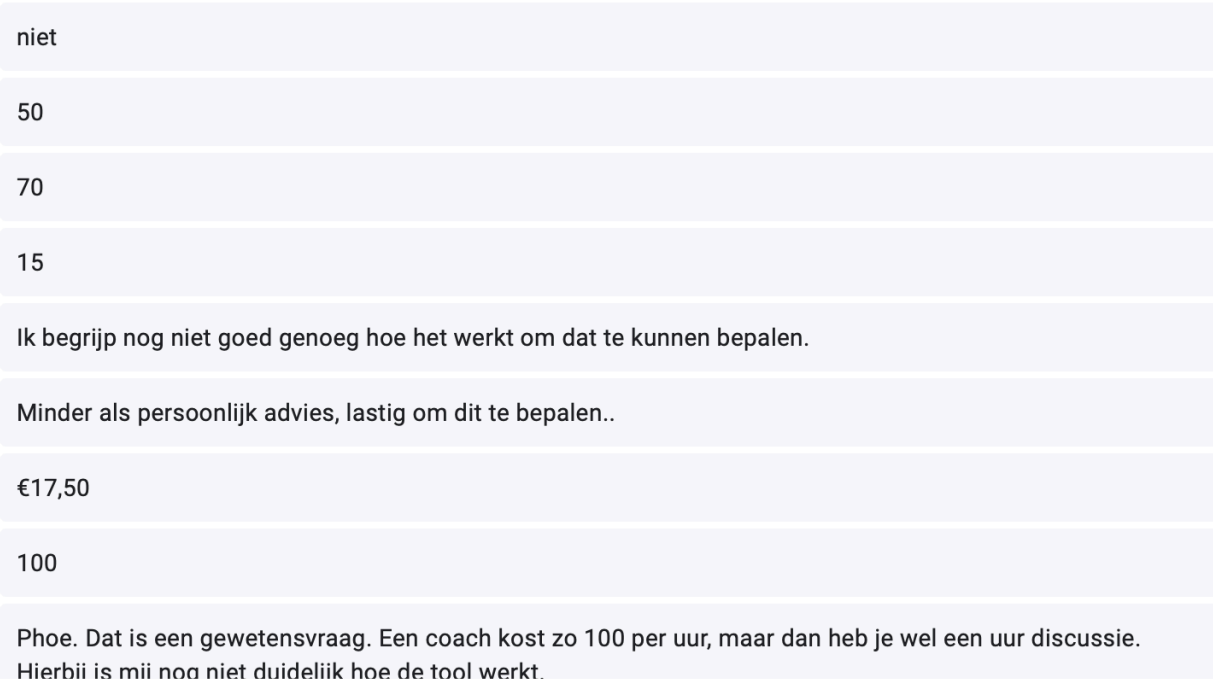 niet
50
70
15
Ik begrijp nog niet goed genoeg hoe het werkt om dat te kunnen bepalen.
Minder als persoonlijk advies, lastig om dit te bepalen..
€17,50
100
Phoe. Dat is een gewetensvraag. Een coach kost zo 100 per uur, maar dan heb je wel een uur discussie.
Hierbij is mij nog niet duidelijk hoe de tool werkt.